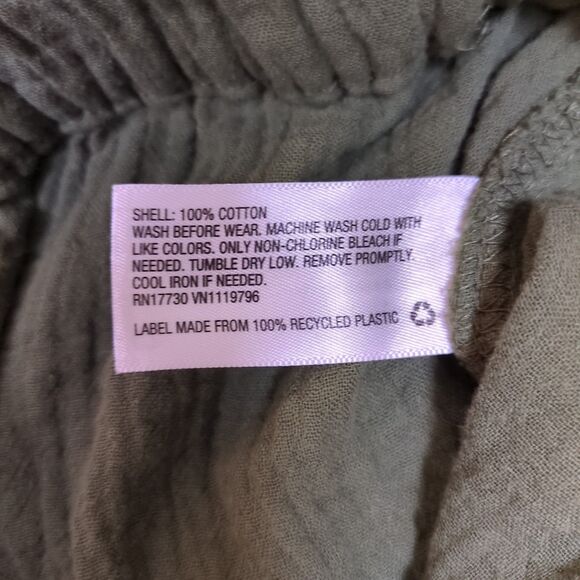 SHELL: 100% COTTON
WASH BEFORE WEAR. MACHINE WASH COLD WITH
LIKE COLORS. ONLY NON-CHLORINE BLEACH IF
NEEDED. TUMBLE DRY LOW. REMOVE PROMPTLY.
COOL IRON IF NEEDED.
RN17730 VN1119796
LABEL MADE FROM 100% RECYCLED PLASTIC